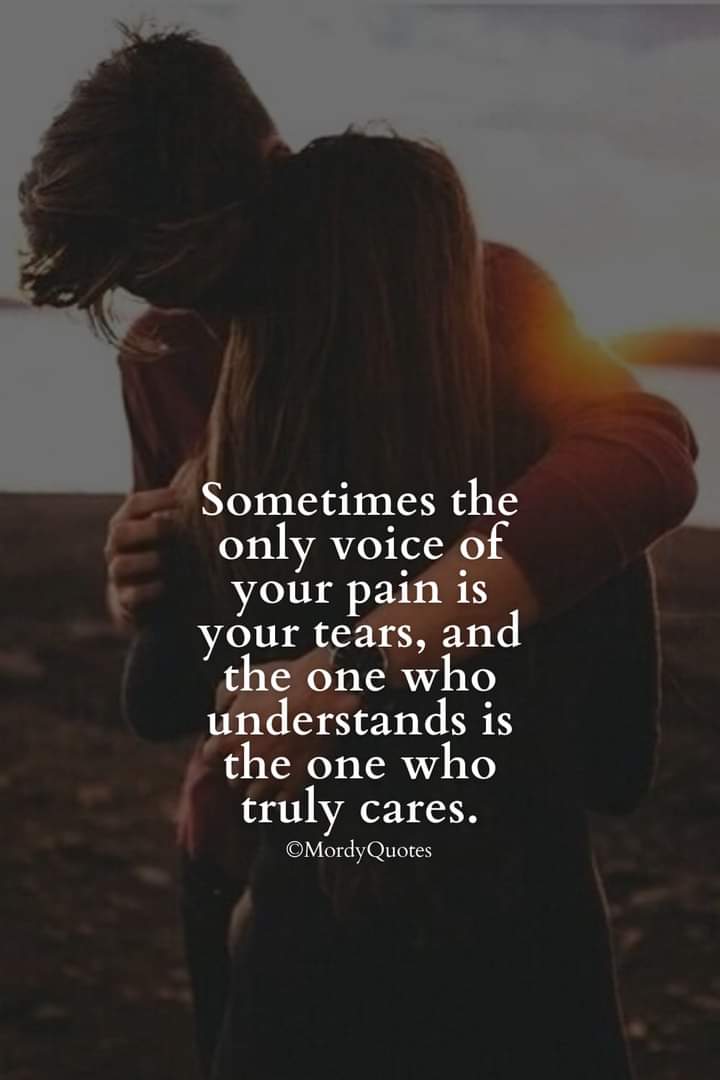 Sometimes the
only voice of
your pain is
your tears, and
the one who
understands is
the one who
truly cares.
©MordyQuotes